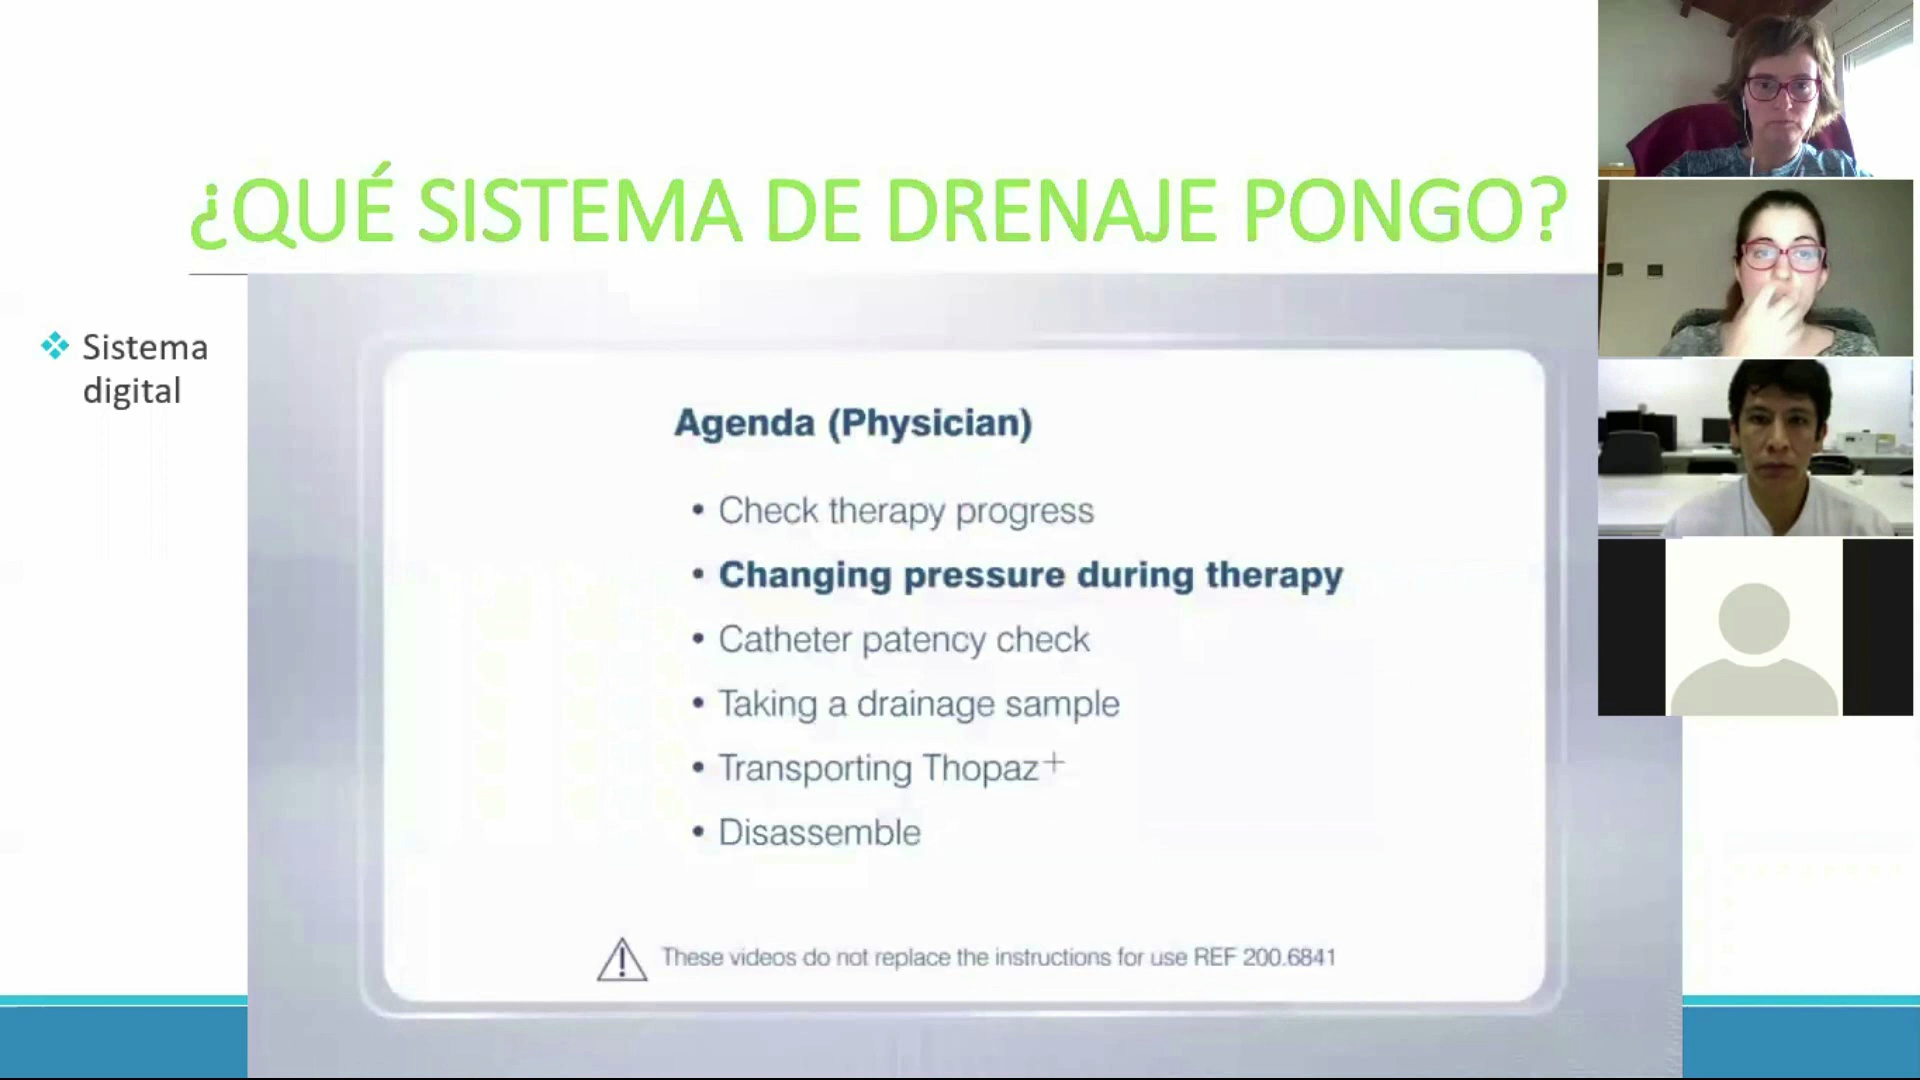 ¿QUÉ SISTEMA DE DRENAJE PONGO?
Sistema
digital
Agenda (Physician)
• Check therapy progress
• Changing pressure during therapy
• Catheter patency check
• Taking a drainage sample
• Transporting Thopaz+
• Disassemble
These videos do not replace the instructions for use REF 200.6841